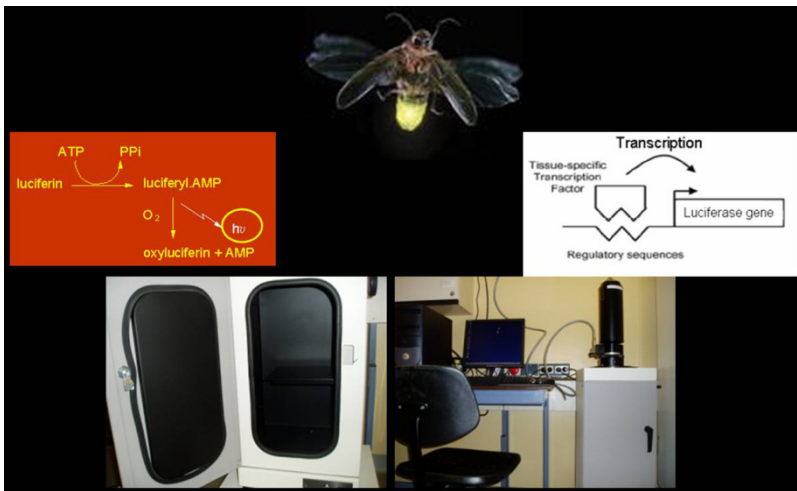 ATP PPi
luciferin luciferyl.AMP
O2
hυ
oxyluciferin + AMP
Transcription
Tissue-specific
Transcription
Factor
Luciferase gene
Regulatory sequences